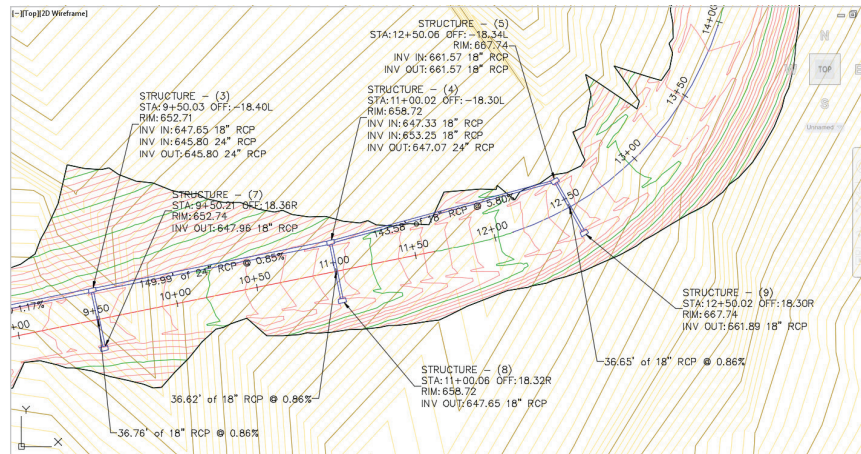 [−][Top][2D Wireframe]
STRUCTURE - (5)
STA:12+50.06 OFF:-18.34L
RIM:667.74
INV IN:661.57 18" RCP
INV OUT:661.57 18" RCP
STRUCTURE - (3)
STA:9+50.03 OFF:-18.40L
RIM:652.71
INV IN:647.65 18" RCP
INV IN:645.80 24" RCP
INV OUT:645.80 24" RCP
STRUCTURE - (4)
STA:11+00.02 OFF:-18.30L
RIM:658.72
INV IN:647.33 18" RCP
INV IN:653.25 18" RCP
INV OUT:647.07 24" RCP
STRUCTURE - (7)
STA:9+50.21 OFF:18.36R
RIM:652.74
INV OUT:647.96 18" RCP
14+00
13+50
13+00
12+50
12+00
11+50
11+00
10+50
10+00
9+50
+00
143.58' of 18" RCP @ 5.80%
149.99' of 24" RCP @ 0.85%
1.17%
N
TOP
S
Unnamed
STRUCTURE - (9)
STA:12+50.02 OFF:18.30R
RIM:667.74
INV OUT:661.89 18" RCP
STRUCTURE - (8)
STA:11+00.06 OFF:18.32R
RIM:658.72
INV OUT:647.65 18" RCP
36.65' of 18" RCP @ 0.86%
36.62' of 18" RCP @ 0.86%
36.76' of 18" RCP @ 0.86%
Y
X